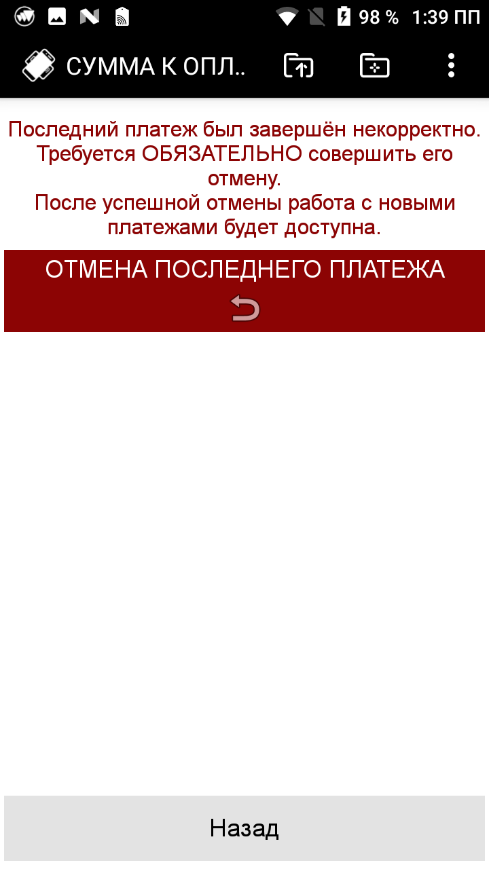 98 % 1:39 ПП
СУММА К ОПЛ..
Последний платеж был завершён некорректно.
Требуется ОБЯЗАТЕЛЬНО совершить его
отмену.
После успешной отмены работа с новыми
платежами будет доступна.
ОТМЕНА ПОСЛЕДНЕГО ПЛАТЕЖА
Назад